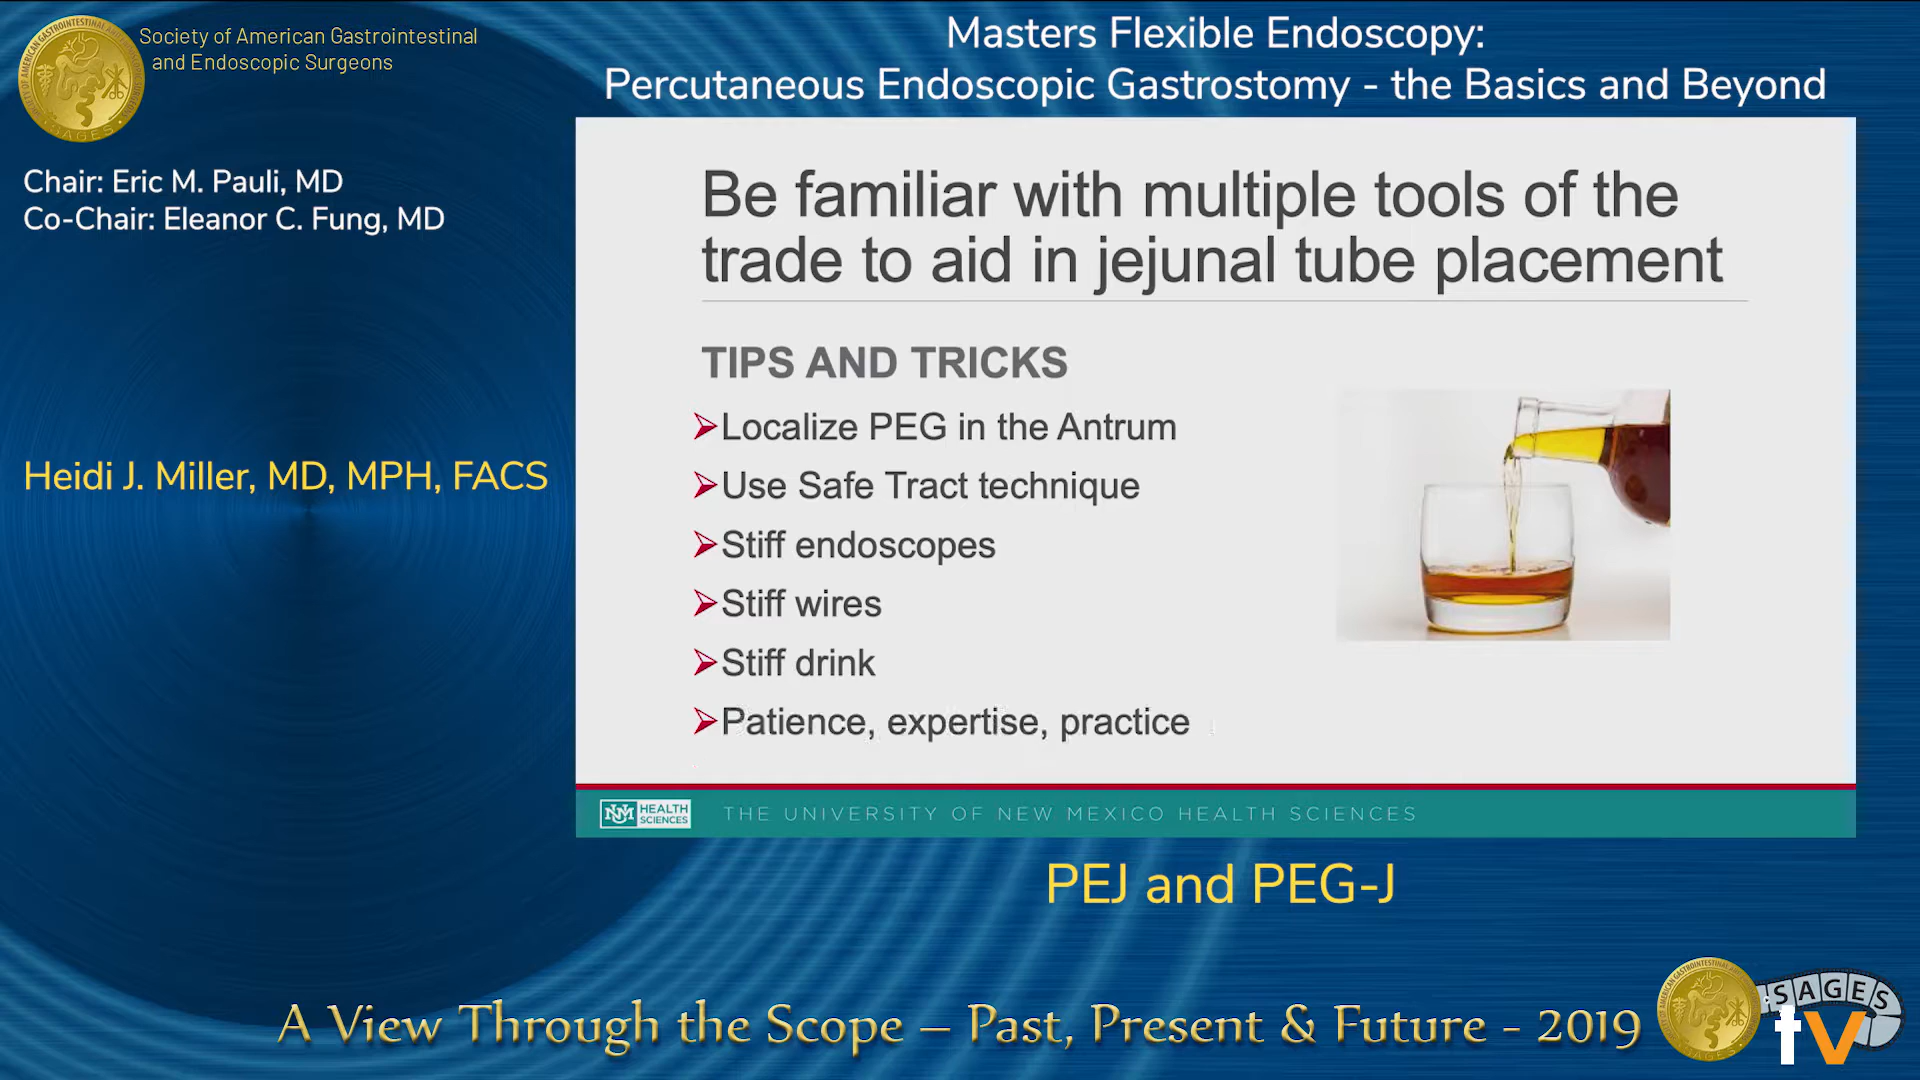 Society of American Gastrointestinal
and Endoscopic Surgeons
Masters Flexible Endoscopy:
Percutaneous Endoscopic Gastrostomy - the Basics and Beyond
Chair: Eric M. Pauli, MD
Co-Chair: Eleanor C. Fung, MD
Heidi J. Miller, MD, MPH, FACS
Be familiar with multiple tools of the
trade to aid in jejunal tube placement
TIPS AND TRICKS
Localize PEG in the Antrum
Use Safe Tract technique
Stiff endoscopes
Stiff wires
Stiff drink
Patience, expertise, practice
UNM HEALTH
SCIENCES
THE UNIVERSITY OF NEW MEXICO HEALTH SCIENCES
PEJ and PEG-J
A View Through the Scope – Past, Present & Future - 2019
SAGES
tv